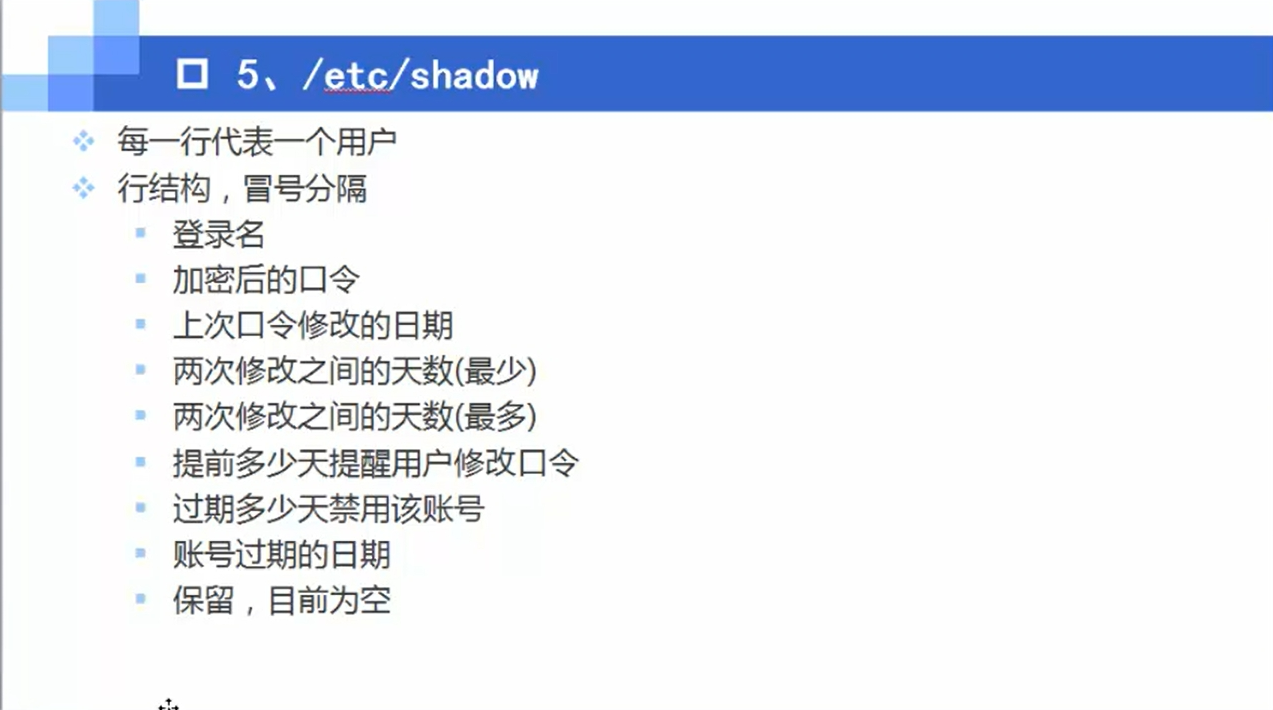 5、/etc/shadow
每一行代表一个用户
行结构，冒号分隔
登录名
加密后的口令
上次口令修改的日期
两次修改之间的天数(最少)
两次修改之间的天数(最多)
提前多少天提醒用户修改口令
过期多少天禁用该账号
账号过期的日期
保留，目前为空